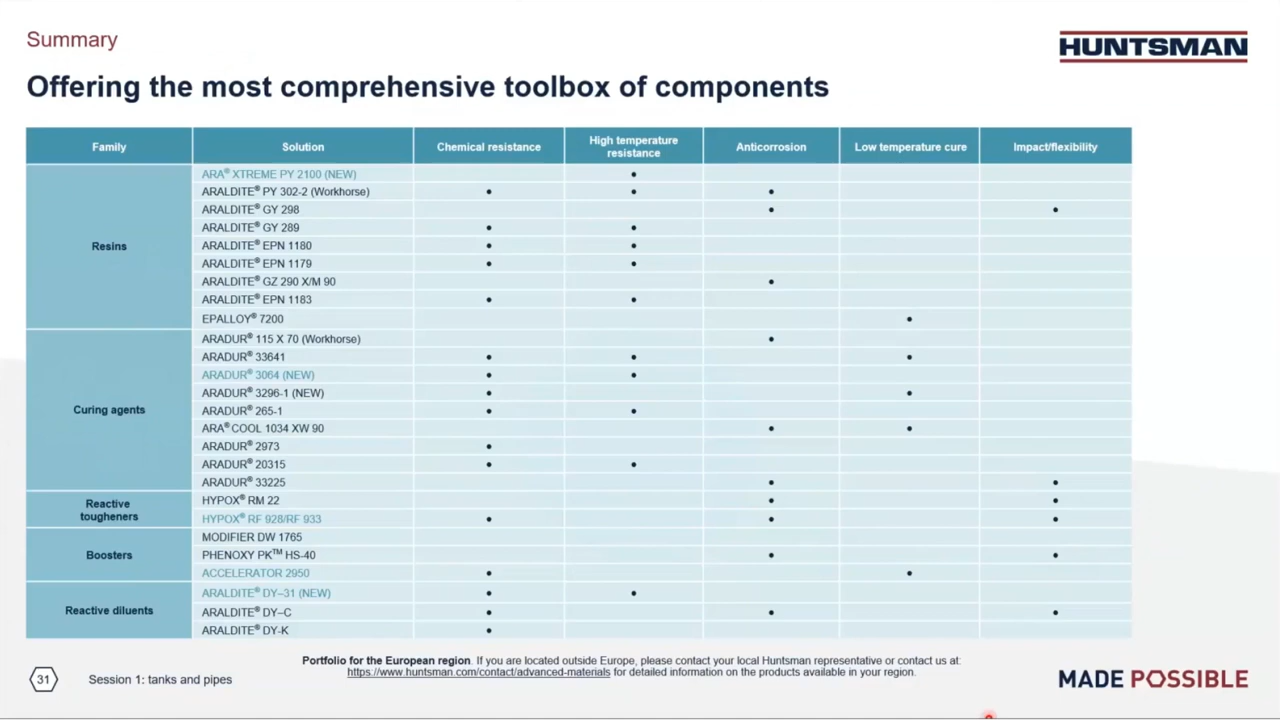 Summary
HUNTSMAN
Offering the most comprehensive toolbox of components
Family Solution Chemical resistance High temperature resistance Anticorrosion Low temperature cure Impact/flexibility
Resins
ARA® XTREME PY 2100 (NEW) •
ARALDITE® PY 302-2 (Workhorse) • • •
ARALDITE® GY 298 • •
ARALDITE® GY 289 • •
ARALDITE® EPN 1180 • •
ARALDITE® EPN 1179 • •
ARALDITE® GZ 290 X/M 90 •
ARALDITE® EPN 1183 • •
EPALLOY® 7200 •
Curing agents
ARADUR® 115 X 70 (Workhorse) •
ARADUR® 33641 • • •
ARADUR® 3064 (NEW) • •
ARADUR® 3296-1 (NEW) • •
ARADUR® 265-1 • •
ARA® COOL 1034 XW 90 • •
ARADUR® 2973 •
ARADUR® 20315 • •
ARADUR® 33225 • •
Reactive tougheners
HYPOX® RM 22 • •
HYPOX® RF 928/RF 933 • • •
Boosters
MODIFIER DW 1765
PHENOXY PK™ HS-40 • •
ACCELERATOR 2950 • •
Reactive diluents
ARALDITE® DY–31 (NEW) • •
ARALDITE® DY–C • • •
ARALDITE® DY-K •
Portfolio for the European region. If you are located outside Europe, please contact your local Huntsman representative or contact us at:
https://www.huntsman.com/contact/advanced-materials for detailed information on the products available in your region.
31 Session 1: tanks and pipes
MADE POSSIBLE